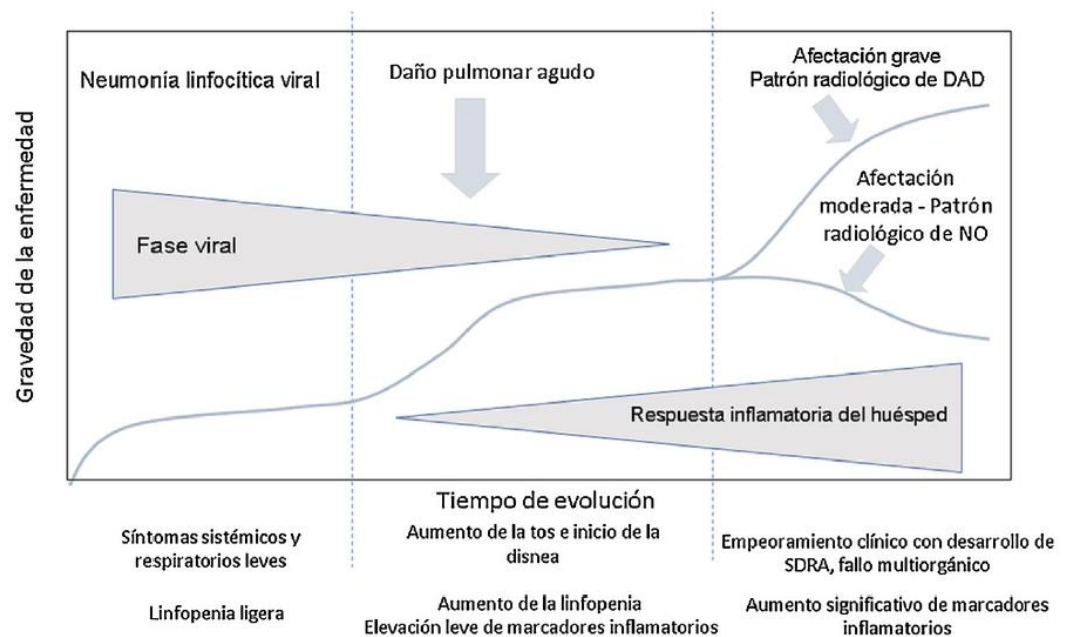 Gravedad de la enfermedad
Neumonía linfocítica viral
Daño pulmonar agudo
Afectación grave
Patrón radiológico de DAD
Afectación
moderada - Patrón
radiológico de NO
Fase viral
Respuesta inflamatoria del huésped
Tiempo de evolución
Síntomas sistémicos y
respiratorios leves
Linfopenia ligera
Aumento de la tos e inicio de la
disnea
Aumento de la linfopenia
Elevación leve de marcadores inflamatorios
Empeoramiento clínico con desarrollo de
SDRA, fallo multiorgánico
Aumento significativo de marcadores
inflamatorios